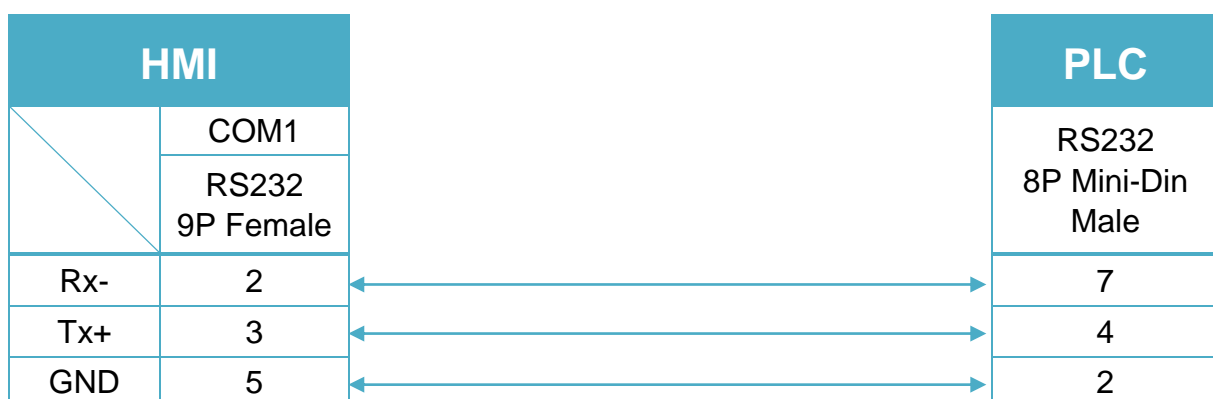 HMI
PLC
COM1
RS232
9P Female
RS232
8P Mini-Din
Male
Rx- 2 7
Tx+ 3 4
GND 5 2